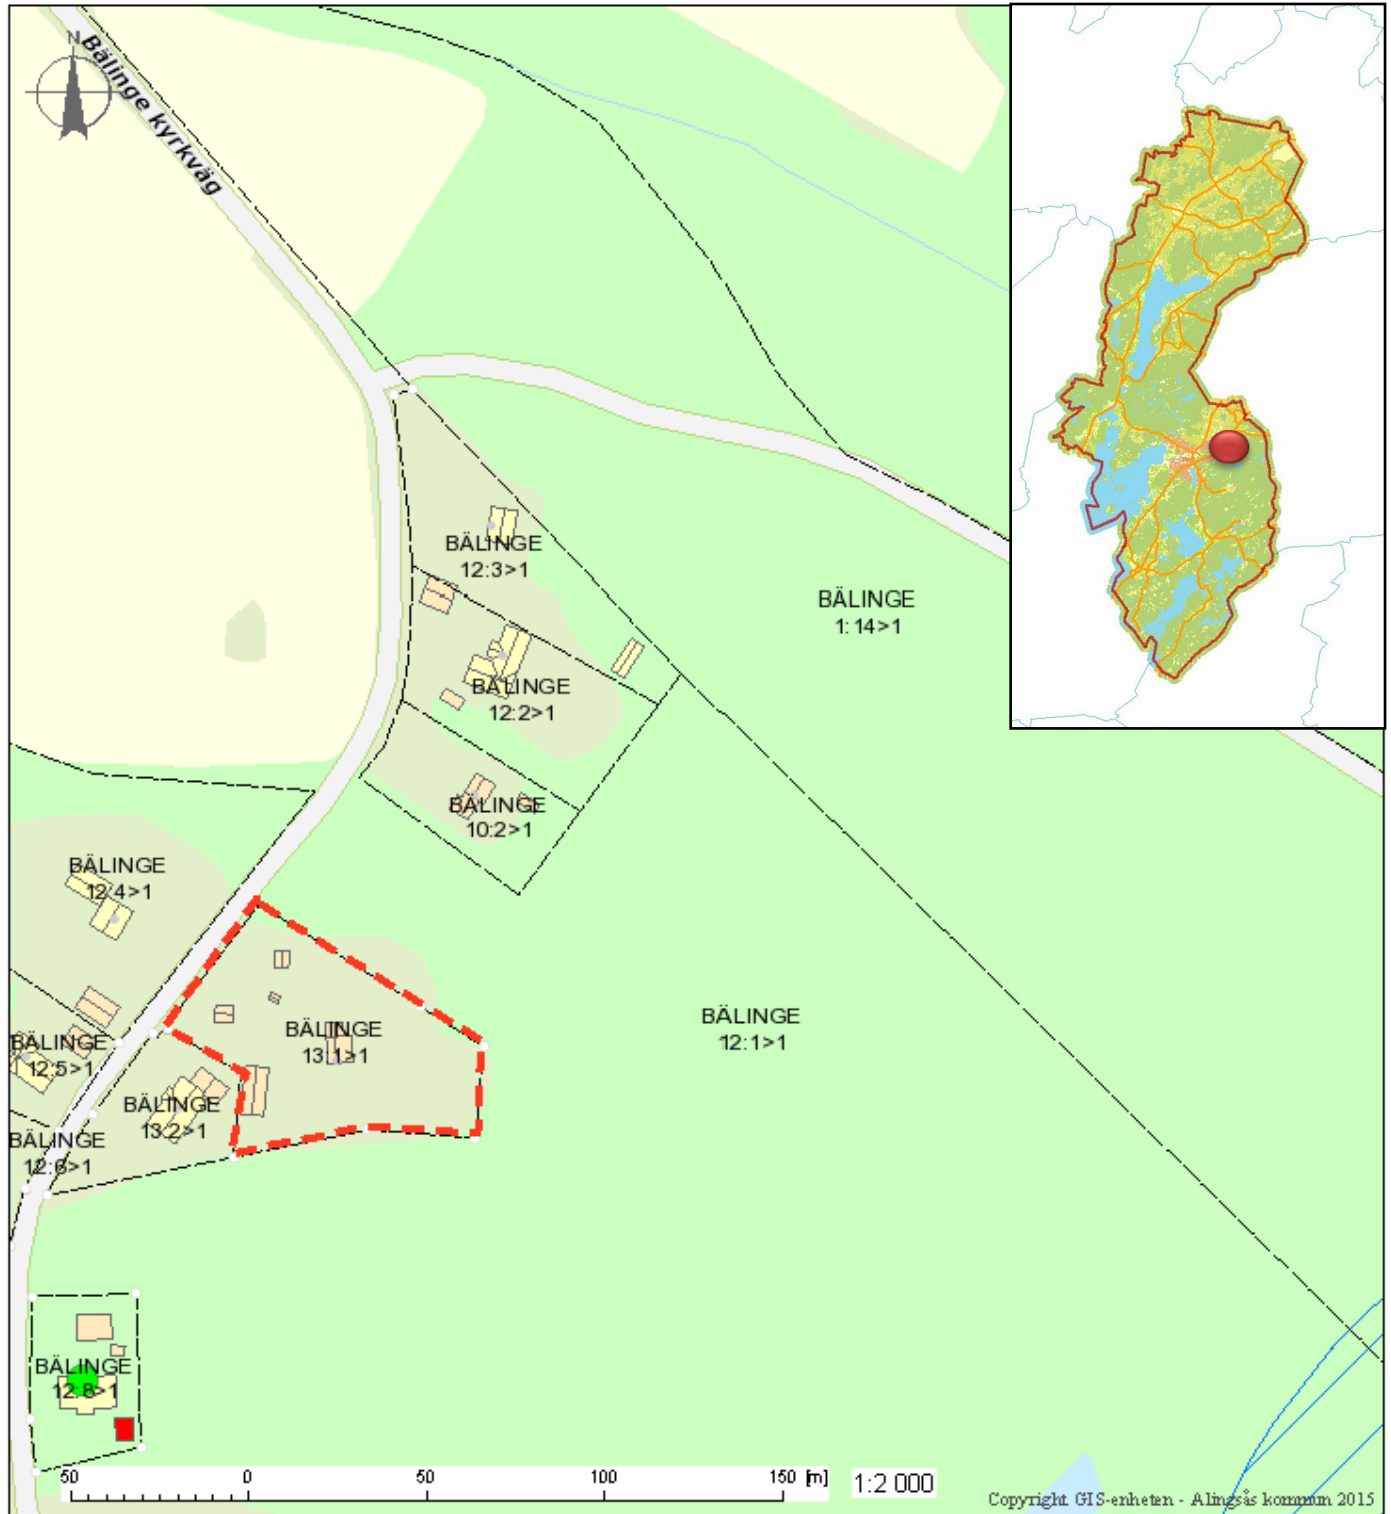 N
Bälinge kyrkväg
BÄLINGE
12:3>1
BÄLINGE
1:14>1
BÄLINGE
12:2>1
BÄLINGE
10:2>1
BÄLINGE
12:4>1
BÄLINGE
12:1>1
BÄLINGE
13:1>1
BÄLINGE
12:5>1
BÄLINGE
13:2>1
BÄLINGE
12:6>1
BÄLINGE
12:8>1
50 0 50 100 150 [m]
1:2 000
Copyright GIS-enheten - Alingsås kommun 2015